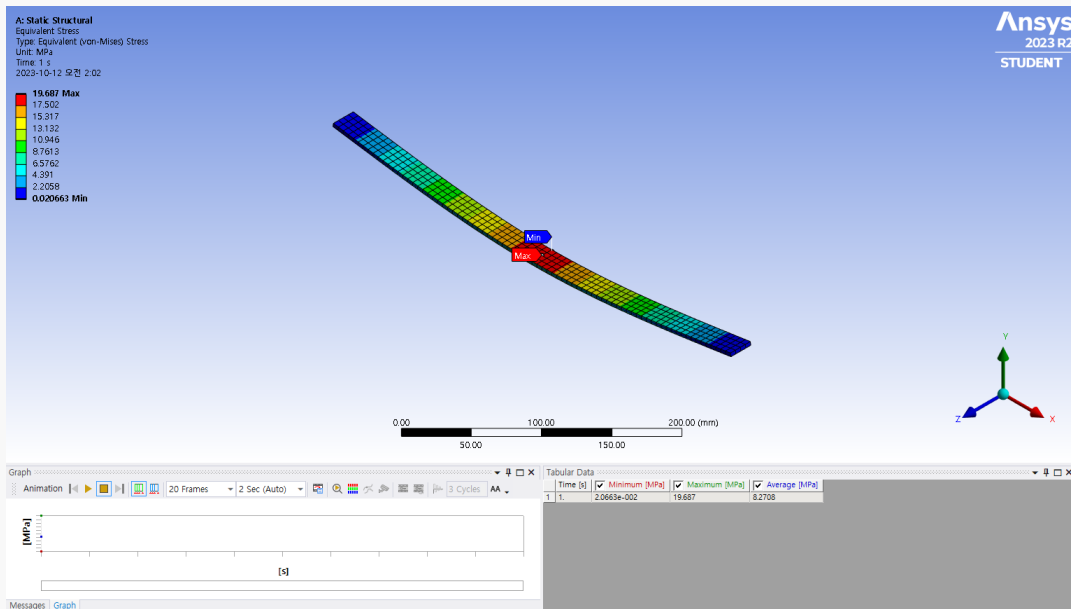 A: Static Structural
Equivalent Stress
Type: Equivalent (von-Mises) Stress
Unit: MPa
Time: 1 s
2023-10-12 오전 2:02
19.687 Max
17.502
15.317
13.132
10.946
8.7613
6.5762
4.391
2.2058
0.020663 Min
Ansys
2023 R2
STUDENT
Min
Max
Y
Z
X
0.00 100.00 200.00 (mm)
50.00 150.00
Graph
Animation 20 Frames 2 Sec (Auto) 3 Cycles AA
[MPa]
[s]
Messages Graph
Tabular Data
Time [s] Minimum [MPa] Maximum [MPa] Average [MPa]
1 1. 2.0663e-002 19.687 8.2708